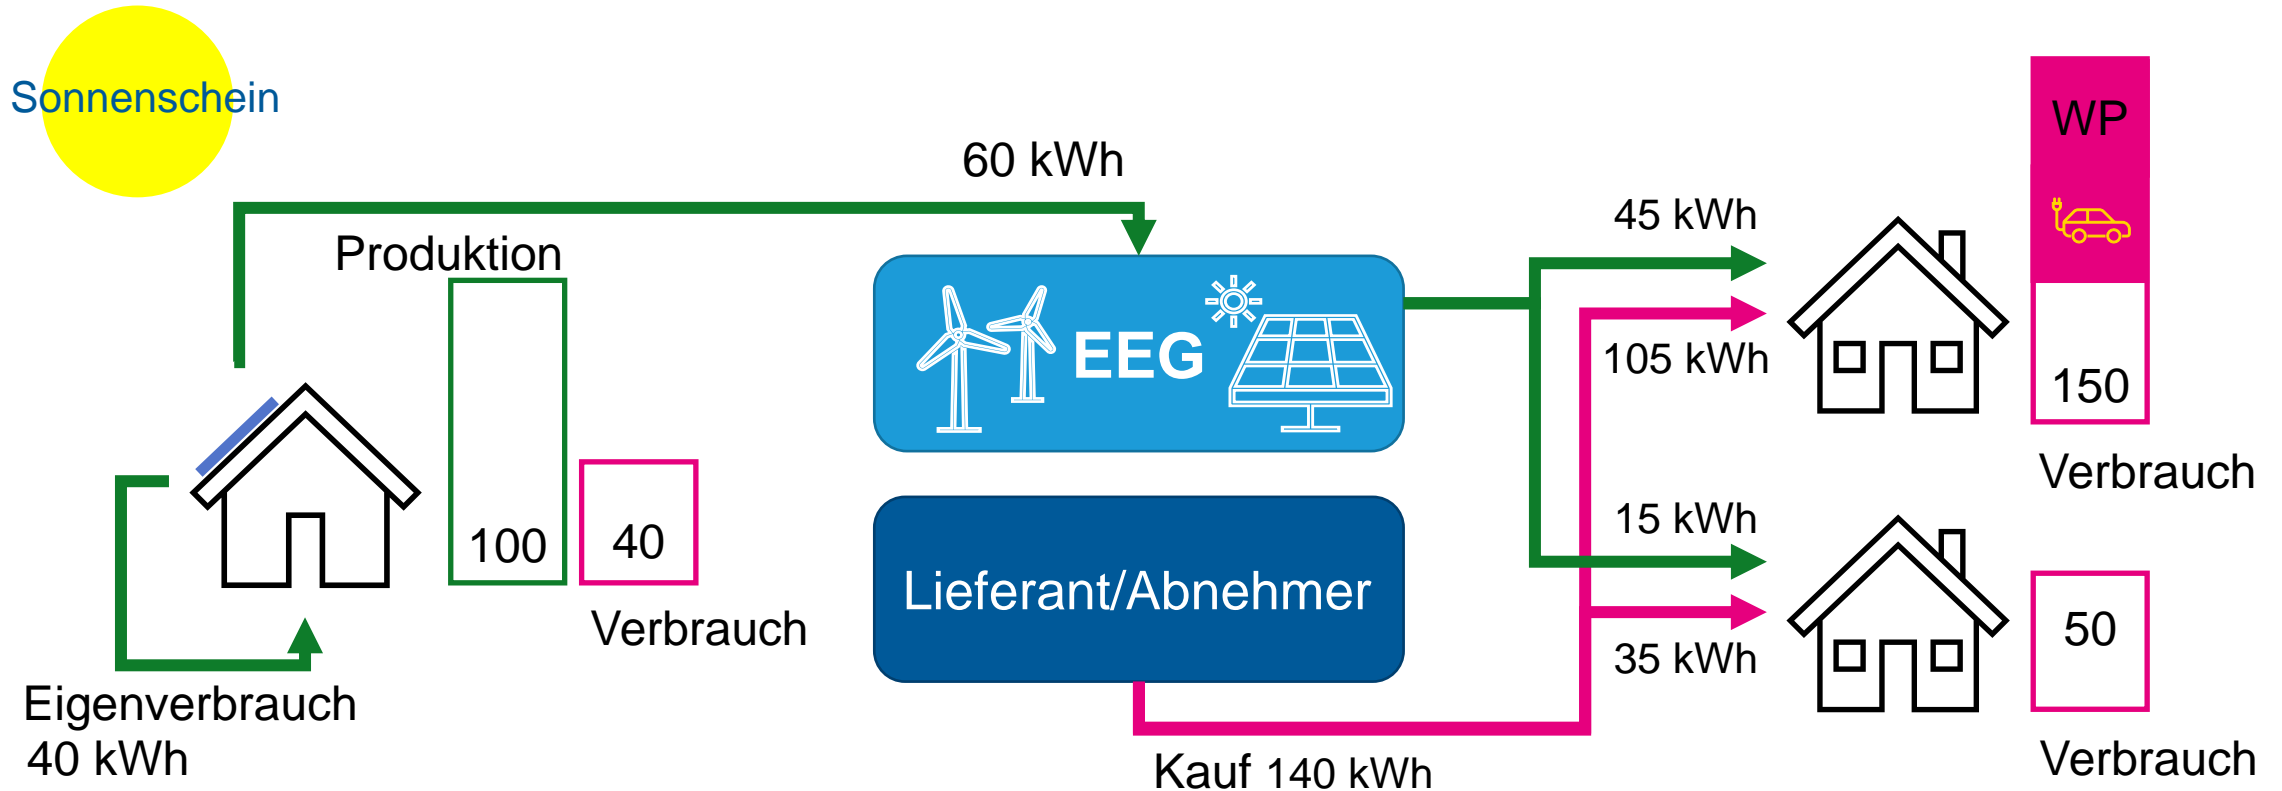 Sonnenschein
WP
60 kWh
45 kWh
Produktion
EEG
105 kWh
150
Verbrauch
15 kWh
100
40
Lieferant/Abnehmer
50
Verbrauch
35 kWh
Eigenverbrauch
40 kWh
Kauf 140 kWh
Verbrauch